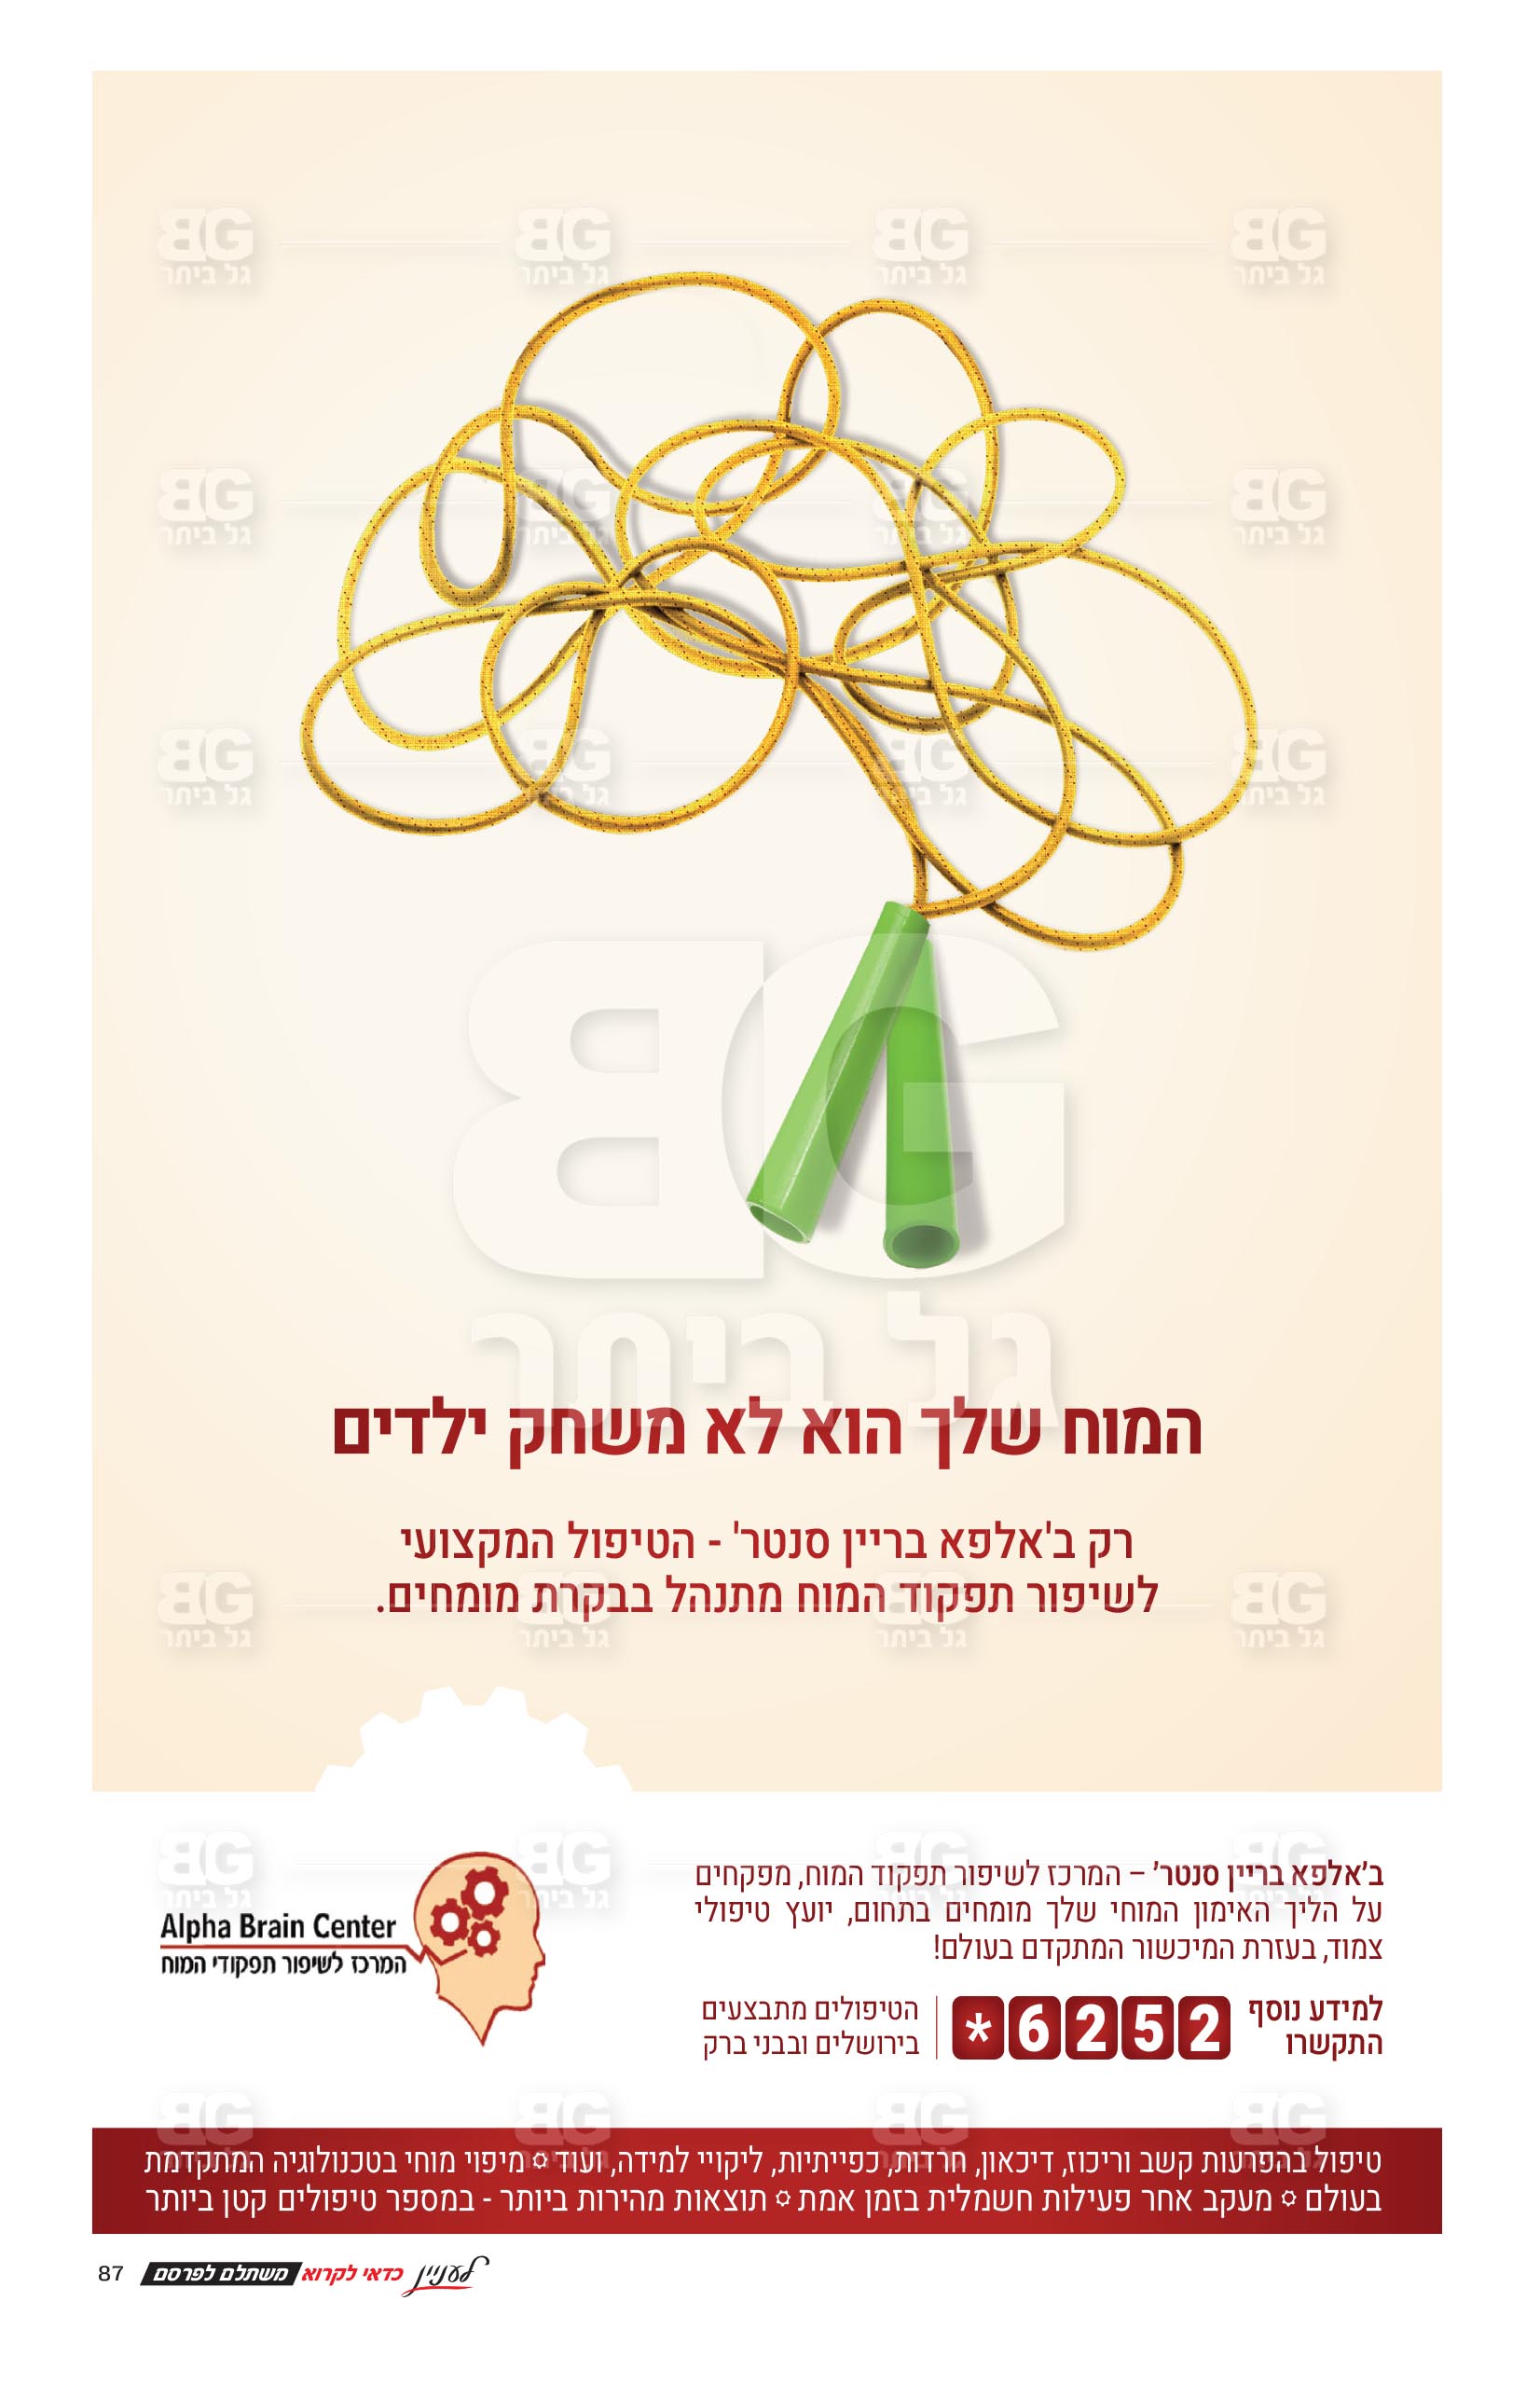 המוח שלך הוא לא משחק ילדים
רק ב'אלפא בריין סנטר' - הטיפול המקצועי
לשיפור תפקוד המוח מתנהל בבקרת מומחים.
ב'אלפא בריין סנטר' – המרכז לשיפור תפקוד המוח, מפקחים
על הליך האימון המוחי שלך מומחים בתחום, יועץ טיפולי
צמוד, בעזרת המיכשור המתקדם בעולם!
למידע נוסף
התקשרו
*6252
הטיפולים מתבצעים
בירושלים ובבני ברק
Alpha Brain Center
המרכז לשיפור תפקודי המוח
טיפול בהפרעות קשב וריכוז, דיכאון, חרדות, כפייתיות, ליקויי למידה, ועוד ¤ מיפוי מוחי בטכנולוגיה המתקדמת
בעולם ¤ מעקב אחר פעילות חשמלית בזמן אמת ¤ תוצאות מהירות ביותר - במספר טיפולים קטן ביותר
לעניין כדאי לקרוא משתלם לפרסם 87
BG
גל ביתר